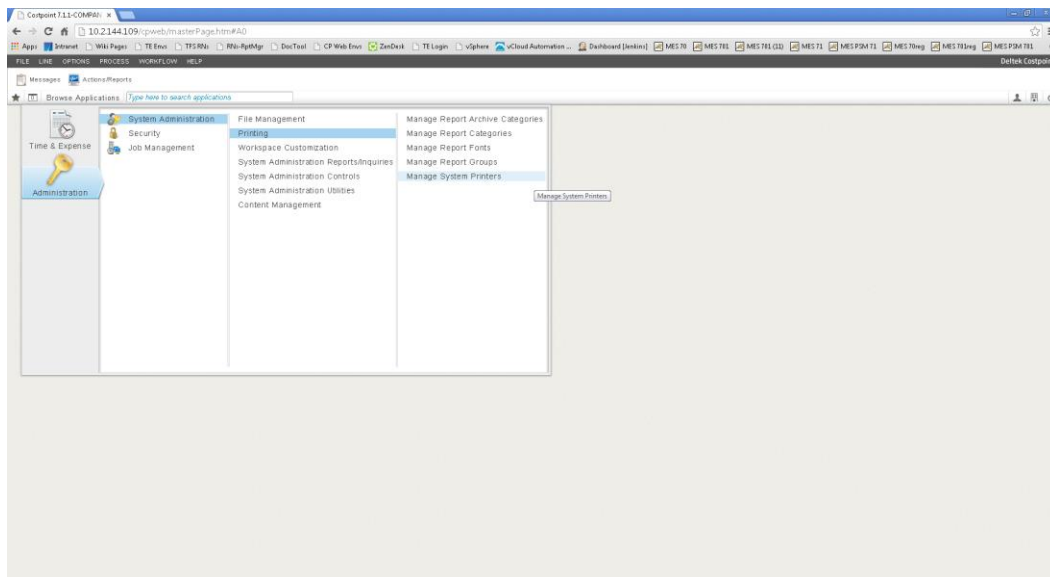 Costpoint 7.1.1-COMPAN
10.2.144.109/cpweb/masterPage.htm#A0
Apps Intranet Wiki Pages TE Envs TFS RNs RNs-RptMgr DocTool CP Web Envs ZenDesk TE Login vSphere vCloud Automation ... Dashboard [Jenkins] MES 70 MES 701 MES 701 (11) MES 71 MES PSM 71 MES 70reg MES 701reg MES PSM 701
FILE LINE OPTIONS PROCESS WORKFLOW HELP Deltek Costpoin
Messages Actions/Reports
Browse Applications Type here to search applications
Time & Expense
Administration
System Administration
Security
Job Management
File Management
Printing
Workspace Customization
System Administration Reports/Inquiries
System Administration Controls
System Administration Utilities
Content Management
Manage Report Archive Categories
Manage Report Categories
Manage Report Fonts
Manage Report Groups
Manage System Printers
Manage System Printers